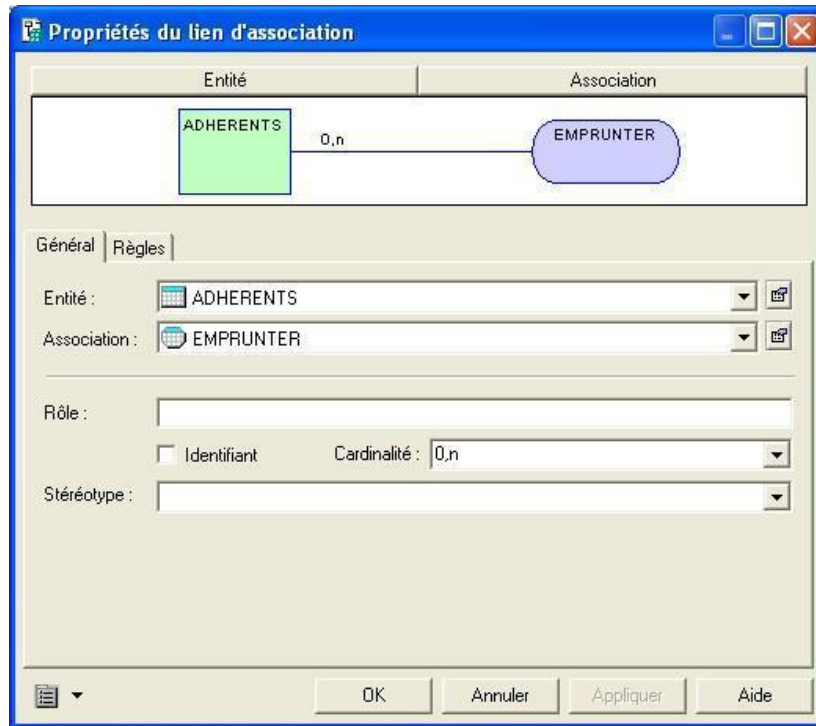 Propriétés du lien d'association
Entité Association
ADHERENTS 0,n EMPRUNTER
Général Règles
Entité : ADHERENTS
Association : EMPRUNTER
Rôle :
Identifiant Cardinalité : 0,n
Stéréotype :
OK Annuler Appliquer Aide